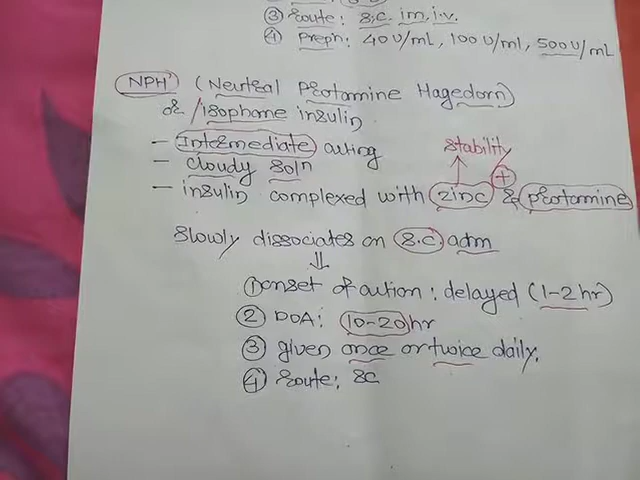 ③ Route: S.C. im. i.v.
④ Prepn: 40 U/ml, 100 U/ml, 500 U/ml
NPH (Neutral Protamine Hagedorn)
or /isophane insulin
- Intermediate acting
stability
- cloudy soln
+
- insulin complexed with zinc & protamine
Slowly dissociates on S.C adm
⇓
① onset of action: delayed (1-2 hr)
② DOA: 10-20 hr
③ given once or twice daily.
④ Route: SC